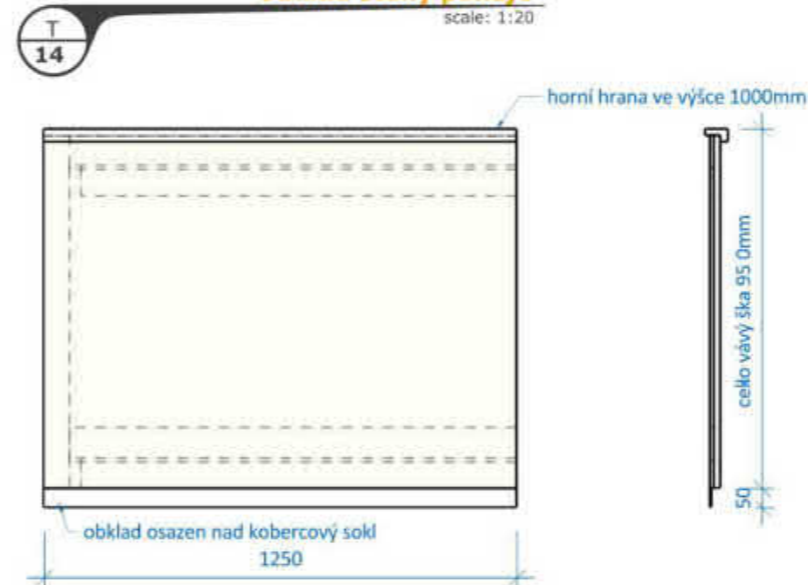 scale: 1:20
T
14
horní hrana ve výšce 1000mm
celko vávý ška 95 0mm
50
obklad osazen nad kobercový sokl
1250